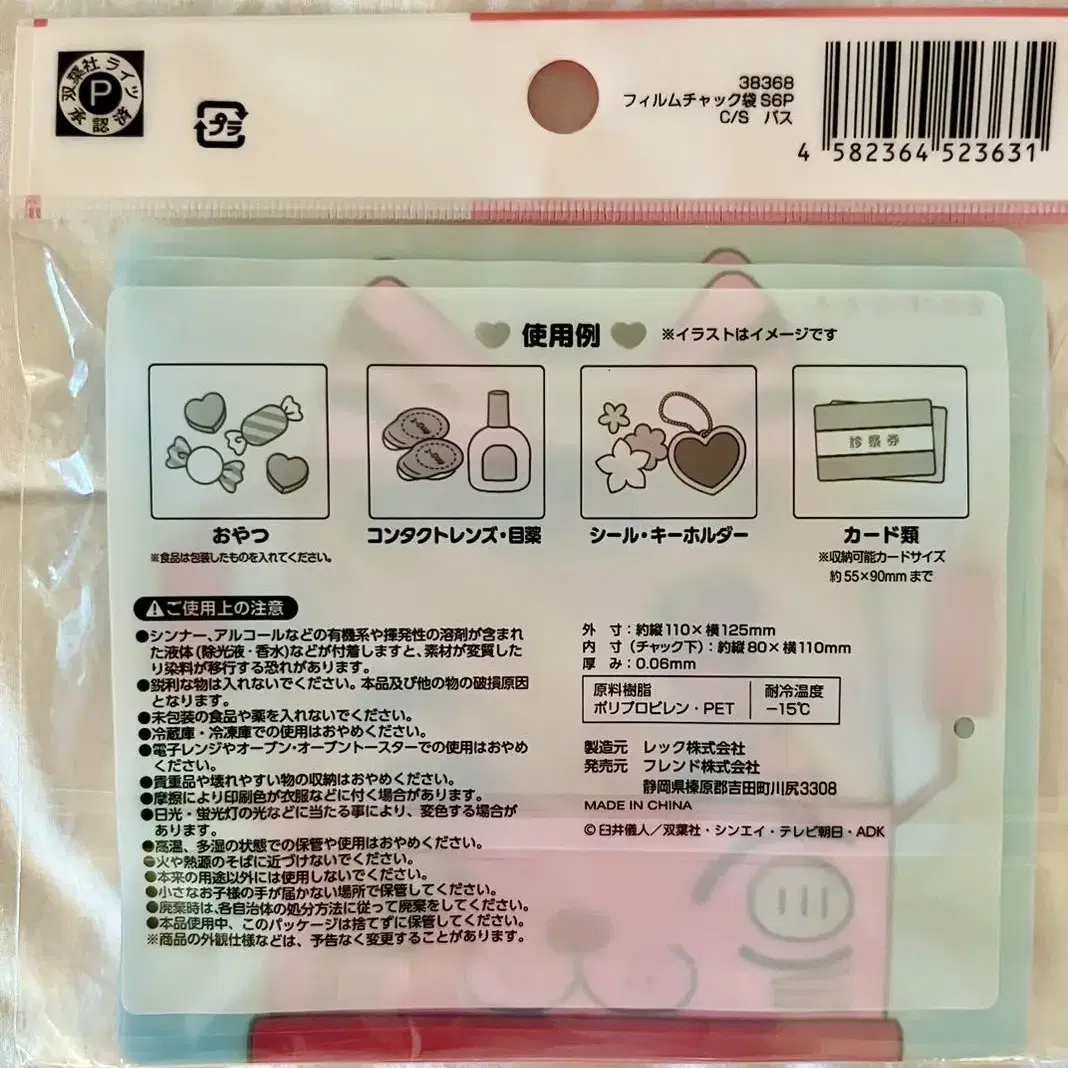 双葉社ライツ
P
承認済
プラ
38368
フィルムチャック袋 S6P
C/S バス
4 582364 523631
使用例 ※イラストはイメージです
診察券
おやつ
※食品は包装したものを入れてください。
コンタクトレンズ・目薬
シール・キーホルダー
カード類
※収納可能カードサイズ
約55×90mmまで
ご使用上の注意
●シンナー、アルコールなどの有機系や揮発性の溶剤が含まれ
た液体(除光液・香水)などが付着しますと、素材が変質した
り染料が移行する恐れがあります。
●鋭利な物は入れないでください。本品及び他の物の破損原因
となります。
●未包装の食品や薬を入れないでください。
●冷蔵庫・冷凍庫での使用はおやめください。
●電子レンジやオーブン・オーブントースターでの使用はおやめ
ください。
●貴重品や壊れやすい物の収納はおやめください。
●摩擦により印刷色が衣服などに付く場合があります。
●日光・蛍光灯の光などに当たる事により、変色する場合が
あります。
●高温、多湿の状態での保管や使用はおやめください。
●火や熱源のそばに近づけないでください。
●本来の用途以外には使用しないでください。
●小さなお子様の手が届かない場所で保管してください。
●廃棄時は、各自治体の処分方法に従って廃棄をしてください。
●本品使用中、このパッケージは捨てずに保管してください。
※商品の外観仕様などは、予告なく変更することがあります。
外 寸:約縦110×横125mm
内 寸(チャック下):約縦80×横110mm
厚 み:0.06mm
原料樹脂
ポリプロピレン・PET
耐冷温度
−15℃
製造元 レック株式会社
発売元 フレンド株式会社
静岡県榛原郡吉田町川尻3308
MADE IN CHINA
©臼井儀人/双葉社・シンエイ・テレビ朝日・ADK